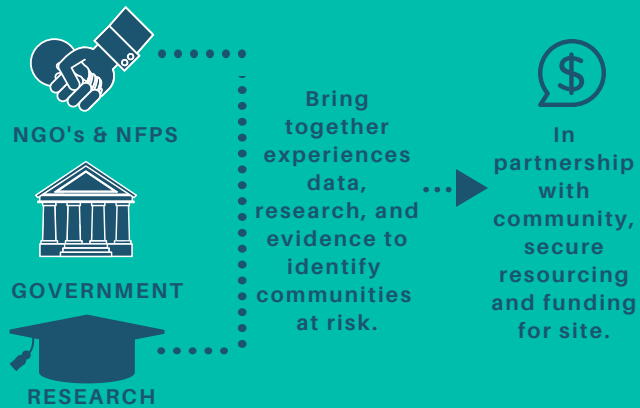 NGO's & NFPS
GOVERNMENT
RESEARCH
Bring
together
experiences
data,
research, and
evidence to
identify
communities
at risk.
$
In
partnership
with
community,
secure
resourcing
and funding
for site.